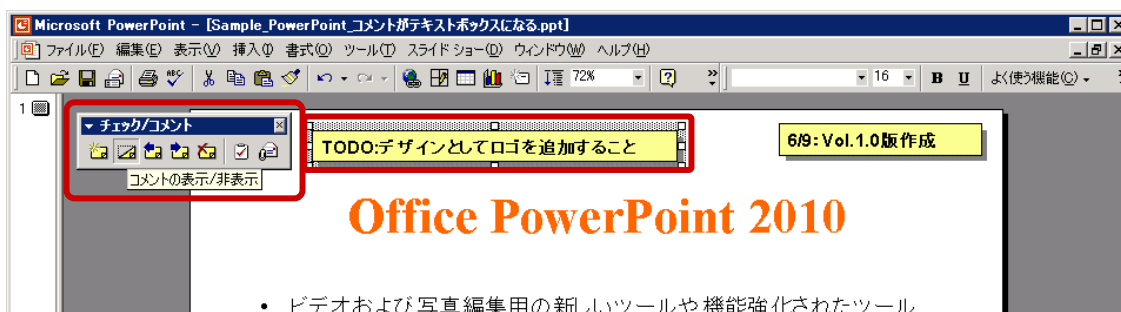 Microsoft PowerPoint - [Sample_PowerPoint_コメントがテキストボックスになる.ppt]
ファイル(F) 編集(E) 表示(V) 挿入(I) 書式(O) ツール(T) スライド ショー(D) ウィンドウ(W) ヘルプ(H)
72% 16 B U よく使う機能(C)
1
チェック/コメント
TODO:デザインとしてロゴを追加すること
6/9:Vol.1.0版作成
コメントの表示/非表示
Office PowerPoint 2010
• ビデオおよび写真編集用の新しいツールや機能強化されたツール